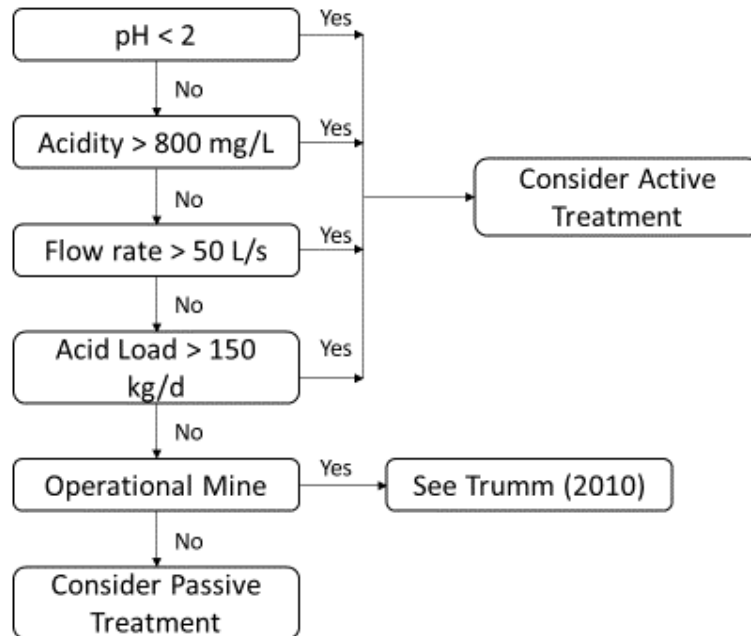 pH < 2
Yes
No
Acidity > 800 mg/L
Yes
No
Flow rate > 50 L/s
Yes
No
Acid Load > 150
kg/d
Yes
No
Operational Mine
Yes
See Trumm (2010)
No
Consider Passive
Treatment
Consider Active
Treatment